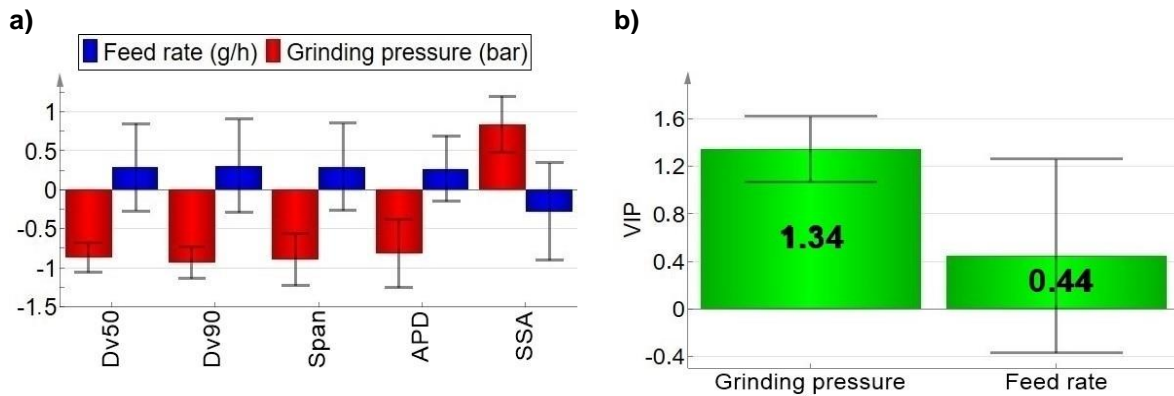 a)
Feed rate (g/h) Grinding pressure (bar)
1
0.5
0
-0.5
-1
-1.5
Dv50 Dv90 Span APD SSA
b)
VIP
1.6
1.2
0.8
0.4
0
-0.4
1.34
0.44
Grinding pressure Feed rate